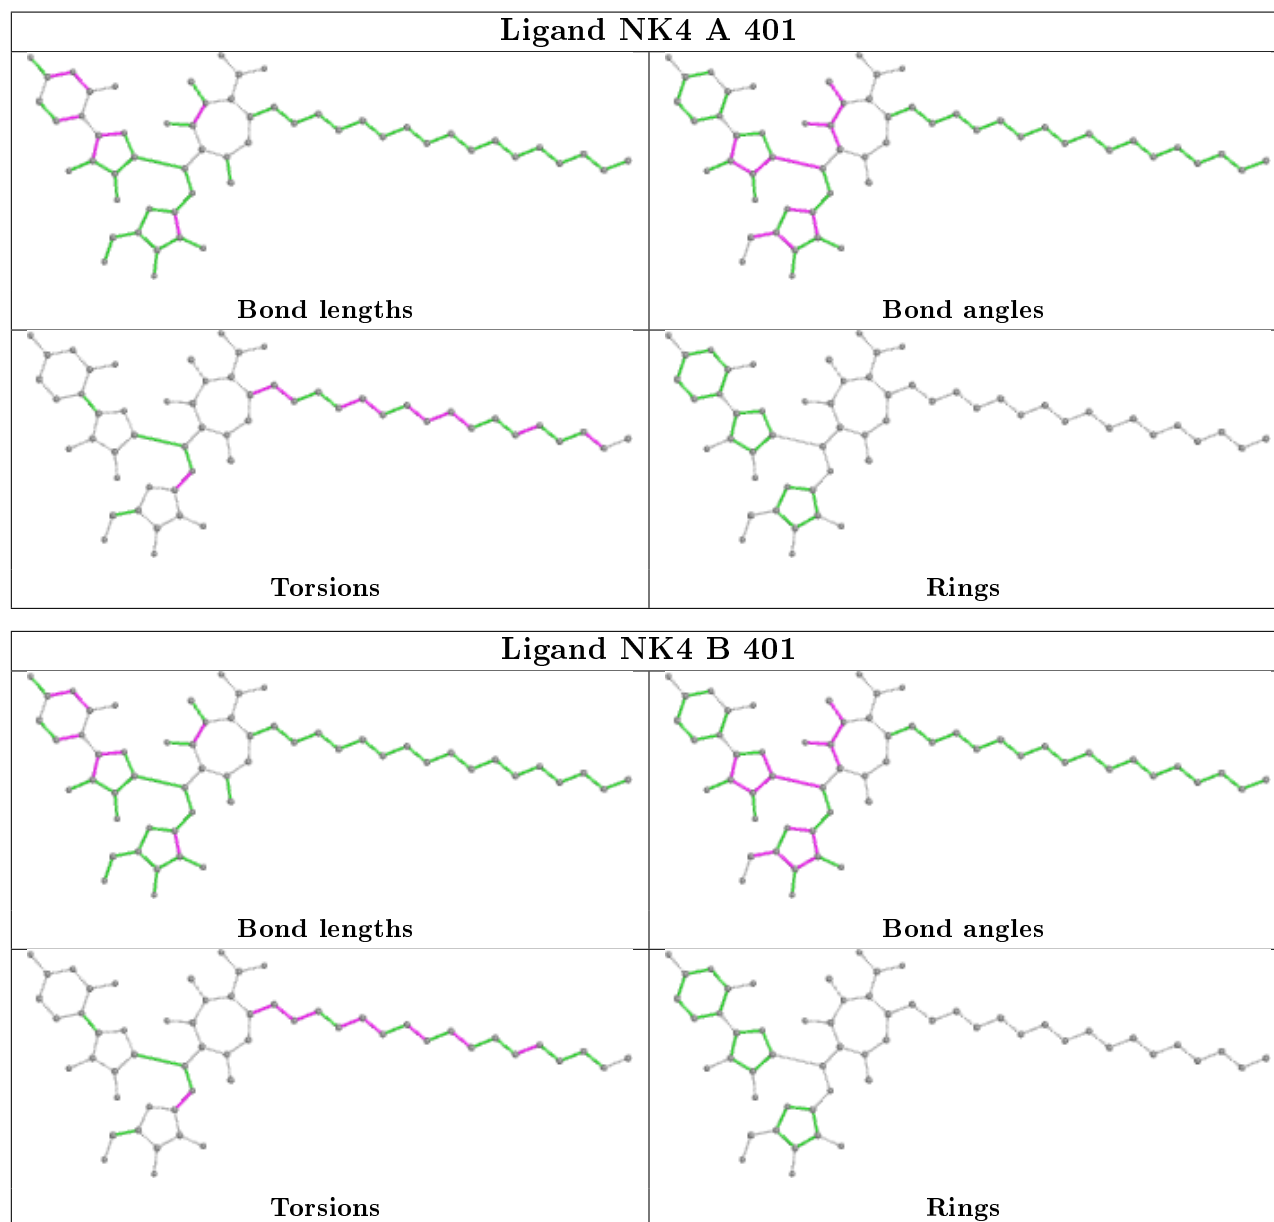 Ligand NK4 A 401
Bond lengths
Bond angles
Torsions
Rings
Ligand NK4 B 401
Bond lengths
Bond angles
Torsions
Rings